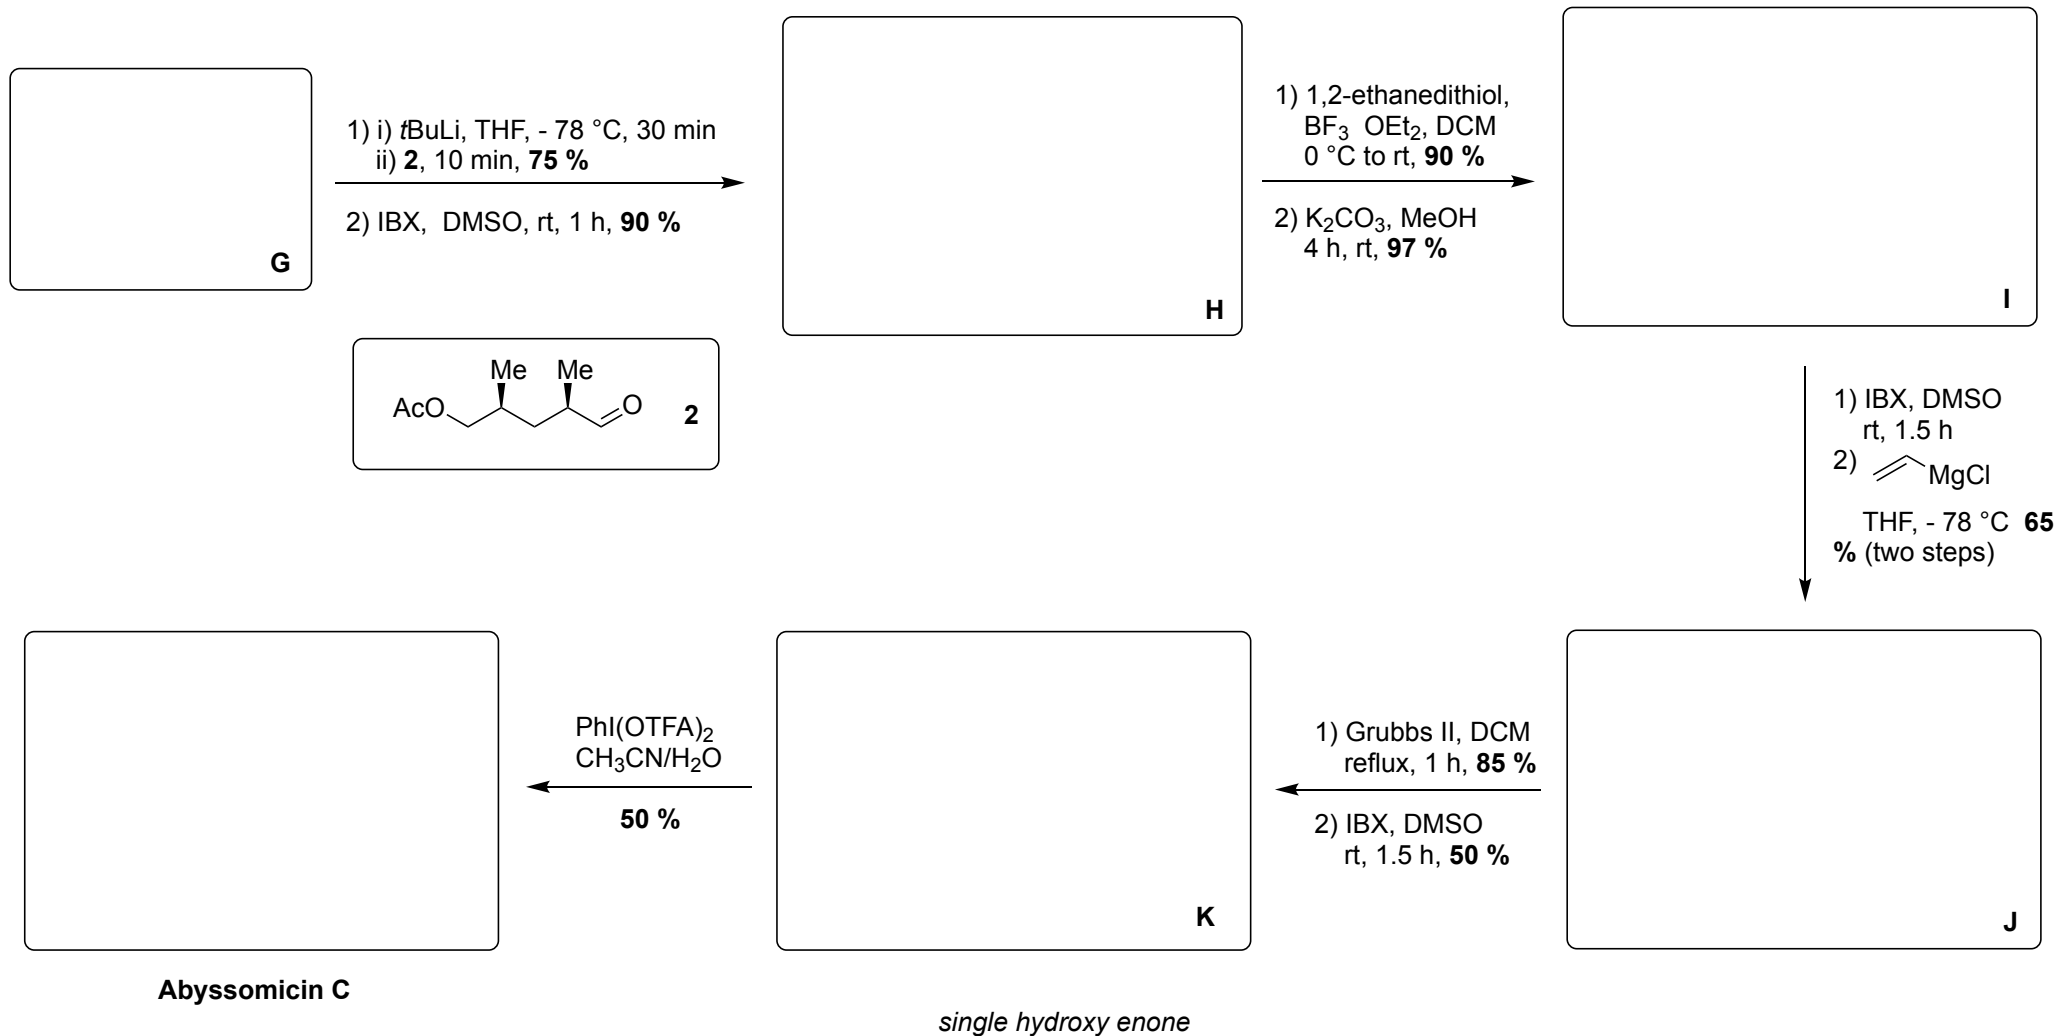 G
1) i) tBuLi, THF, - 78 °C, 30 min
ii) 2, 10 min, 75 %
2) IBX, DMSO, rt, 1 h, 90 %
H
1) 1,2-ethanedithiol,
BF3 OEt2, DCM
0 °C to rt, 90 %
2) K2CO3, MeOH
4 h, rt, 97 %
I
Me Me
AcO O 2
1) IBX, DMSO
rt, 1.5 h
2) MgCl
THF, - 78 °C 65
% (two steps)
J
1) Grubbs II, DCM
reflux, 1 h, 85 %
2) IBX, DMSO
rt, 1.5 h, 50 %
K
single hydroxy enone
PhI(OTFA)2
CH3CN/H2O
50 %
Abyssomicin C